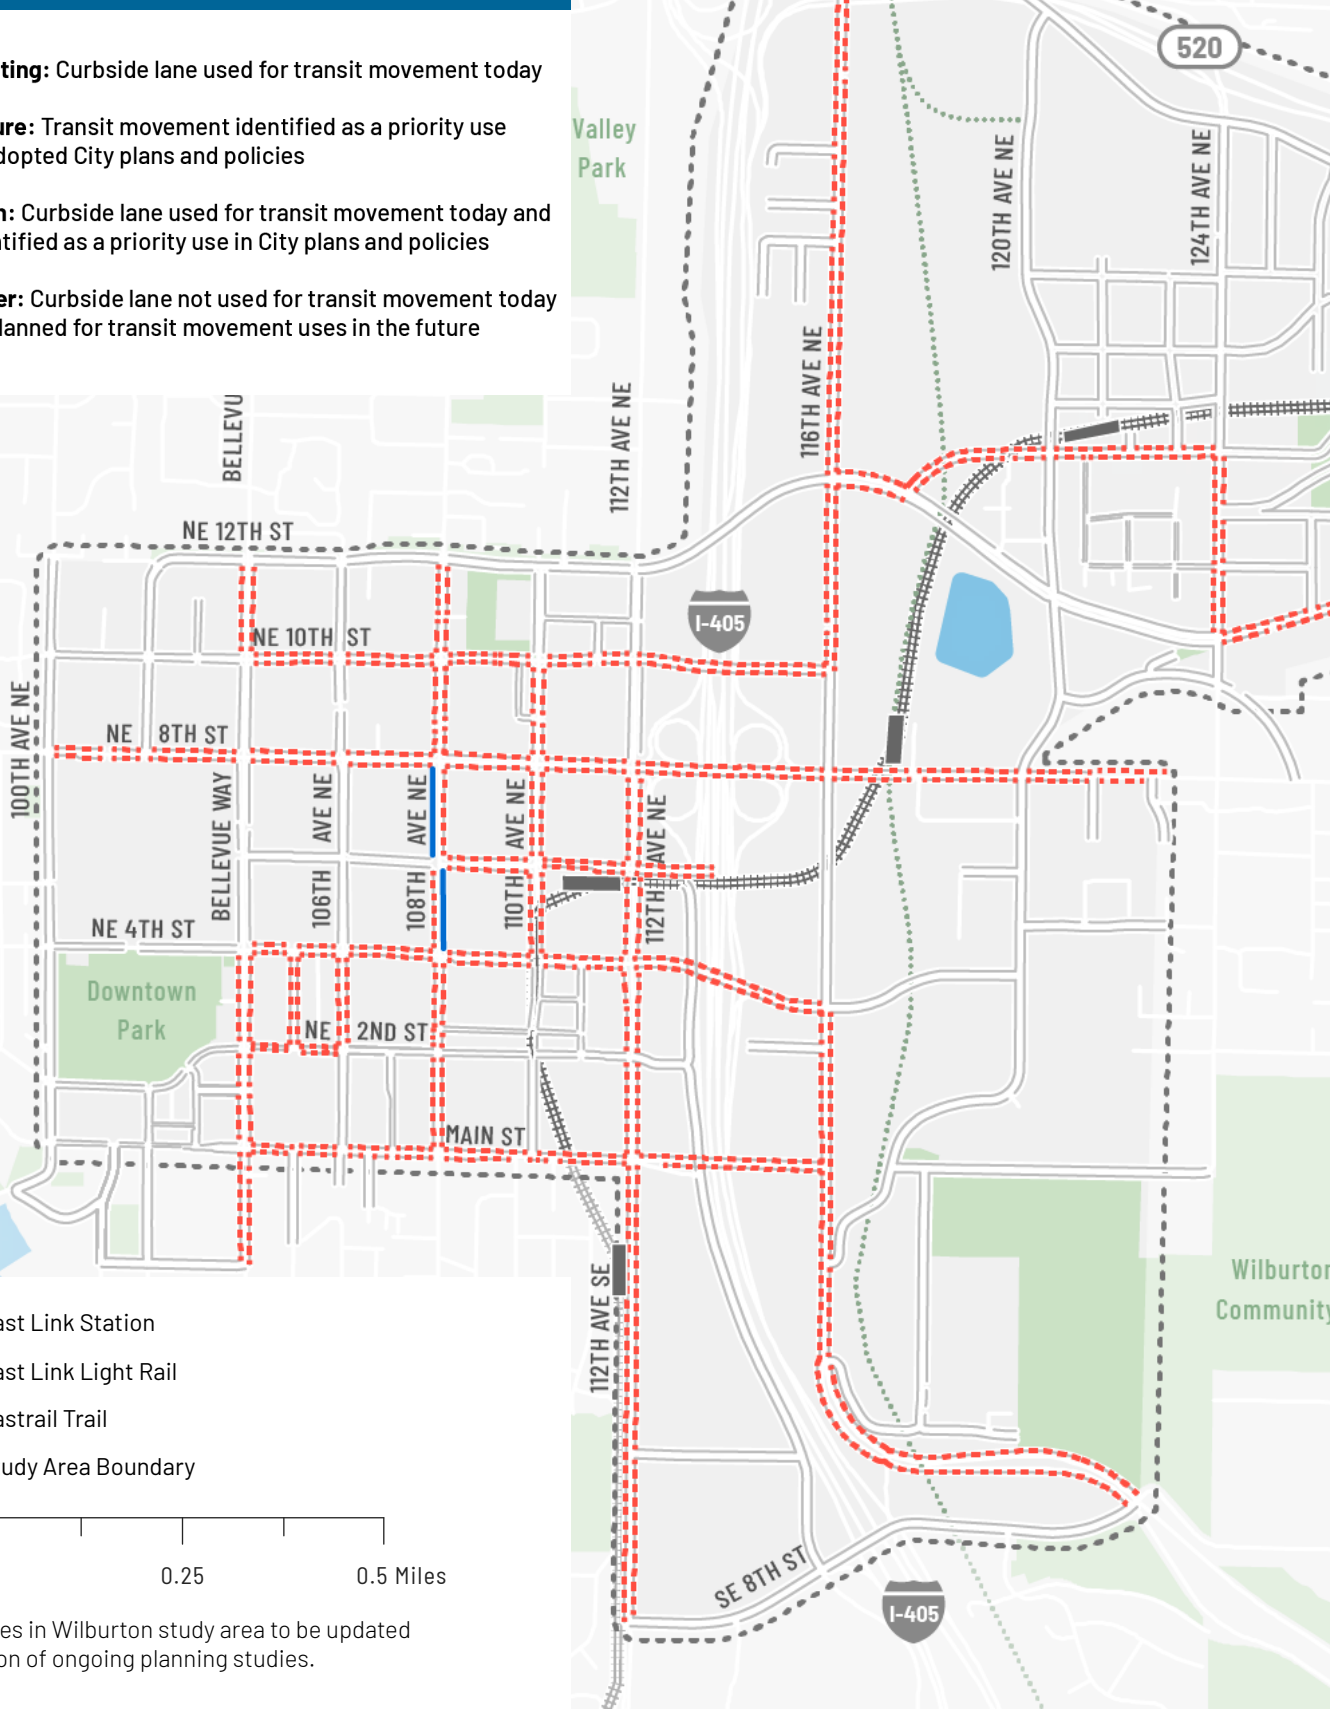 ting: Curbside lane used for transit movement today
ure: Transit movement identified as a priority use
dopted City plans and policies
h: Curbside lane used for transit movement today and
ntified as a priority use in City plans and policies
er: Curbside lane not used for transit movement today
lanned for transit movement uses in the future
Valley
Park
520
120TH AVE NE
124TH AVE NE
116TH AVE NE
112TH AVE NE
BELLEVU
NE 12TH ST
I-405
NE 10TH ST
100TH AVE NE
NE 8TH ST
BELLEVUE WAY
106TH AVE NE
108TH AVE NE
110TH AVE NE
112TH AVE NE
NE 4TH ST
Downtown
Park
NE 2ND ST
MAIN ST
112TH AVE SE
Wilburton
Community
SE 8TH ST
I-405
ast Link Station
ast Link Light Rail
astrail Trail
udy Area Boundary
0.25
0.5 Miles
es in Wilburton study area to be updated
on of ongoing planning studies.